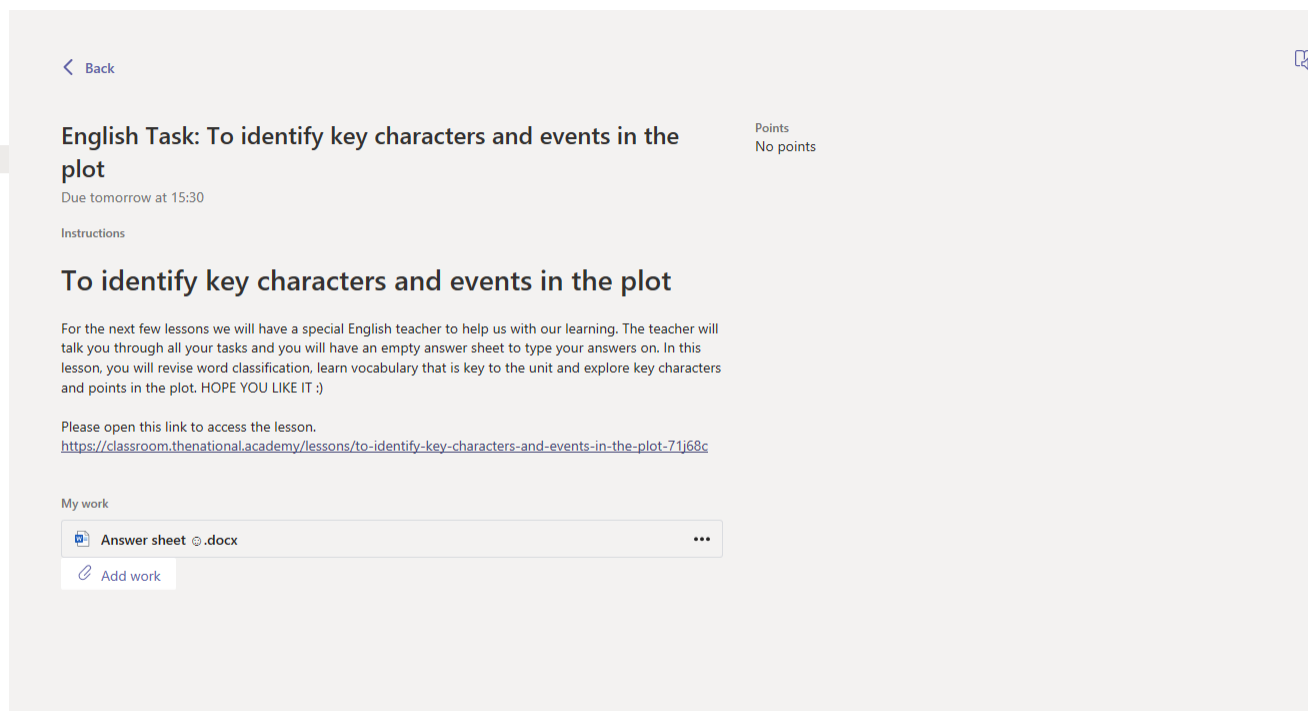 Back
English Task: To identify key characters and events in the
plot
Due tomorrow at 15:30
Points
No points
Instructions
To identify key characters and events in the plot
For the next few lessons we will have a special English teacher to help us with our learning. The teacher will
talk you through all your tasks and you will have an empty answer sheet to type your answers on. In this
lesson, you will revise word classification, learn vocabulary that is key to the unit and explore key characters
and points in the plot. HOPE YOU LIKE IT :)
Please open this link to access the lesson.
https://classroom.thenational.academy/lessons/to-identify-key-characters-and-events-in-the-plot-71j68c
My work
Answer sheet ☺.docx
Add work